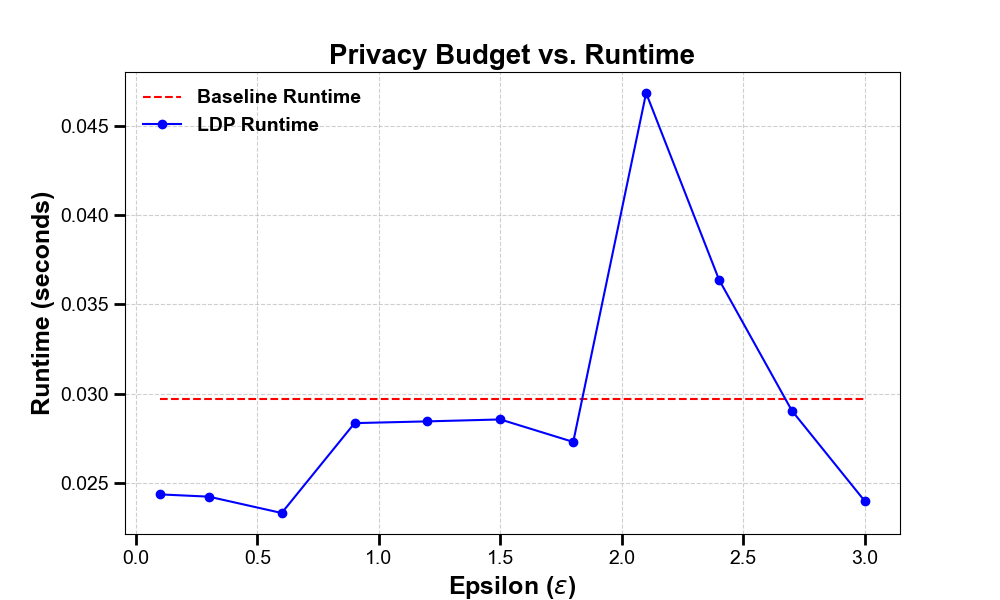 Privacy Budget vs. Runtime
Baseline Runtime
LDP Runtime
Runtime (seconds)
0.045
0.040
0.035
0.030
0.025
0.0 0.5 1.0 1.5 2.0 2.5 3.0
Epsilon (ε)